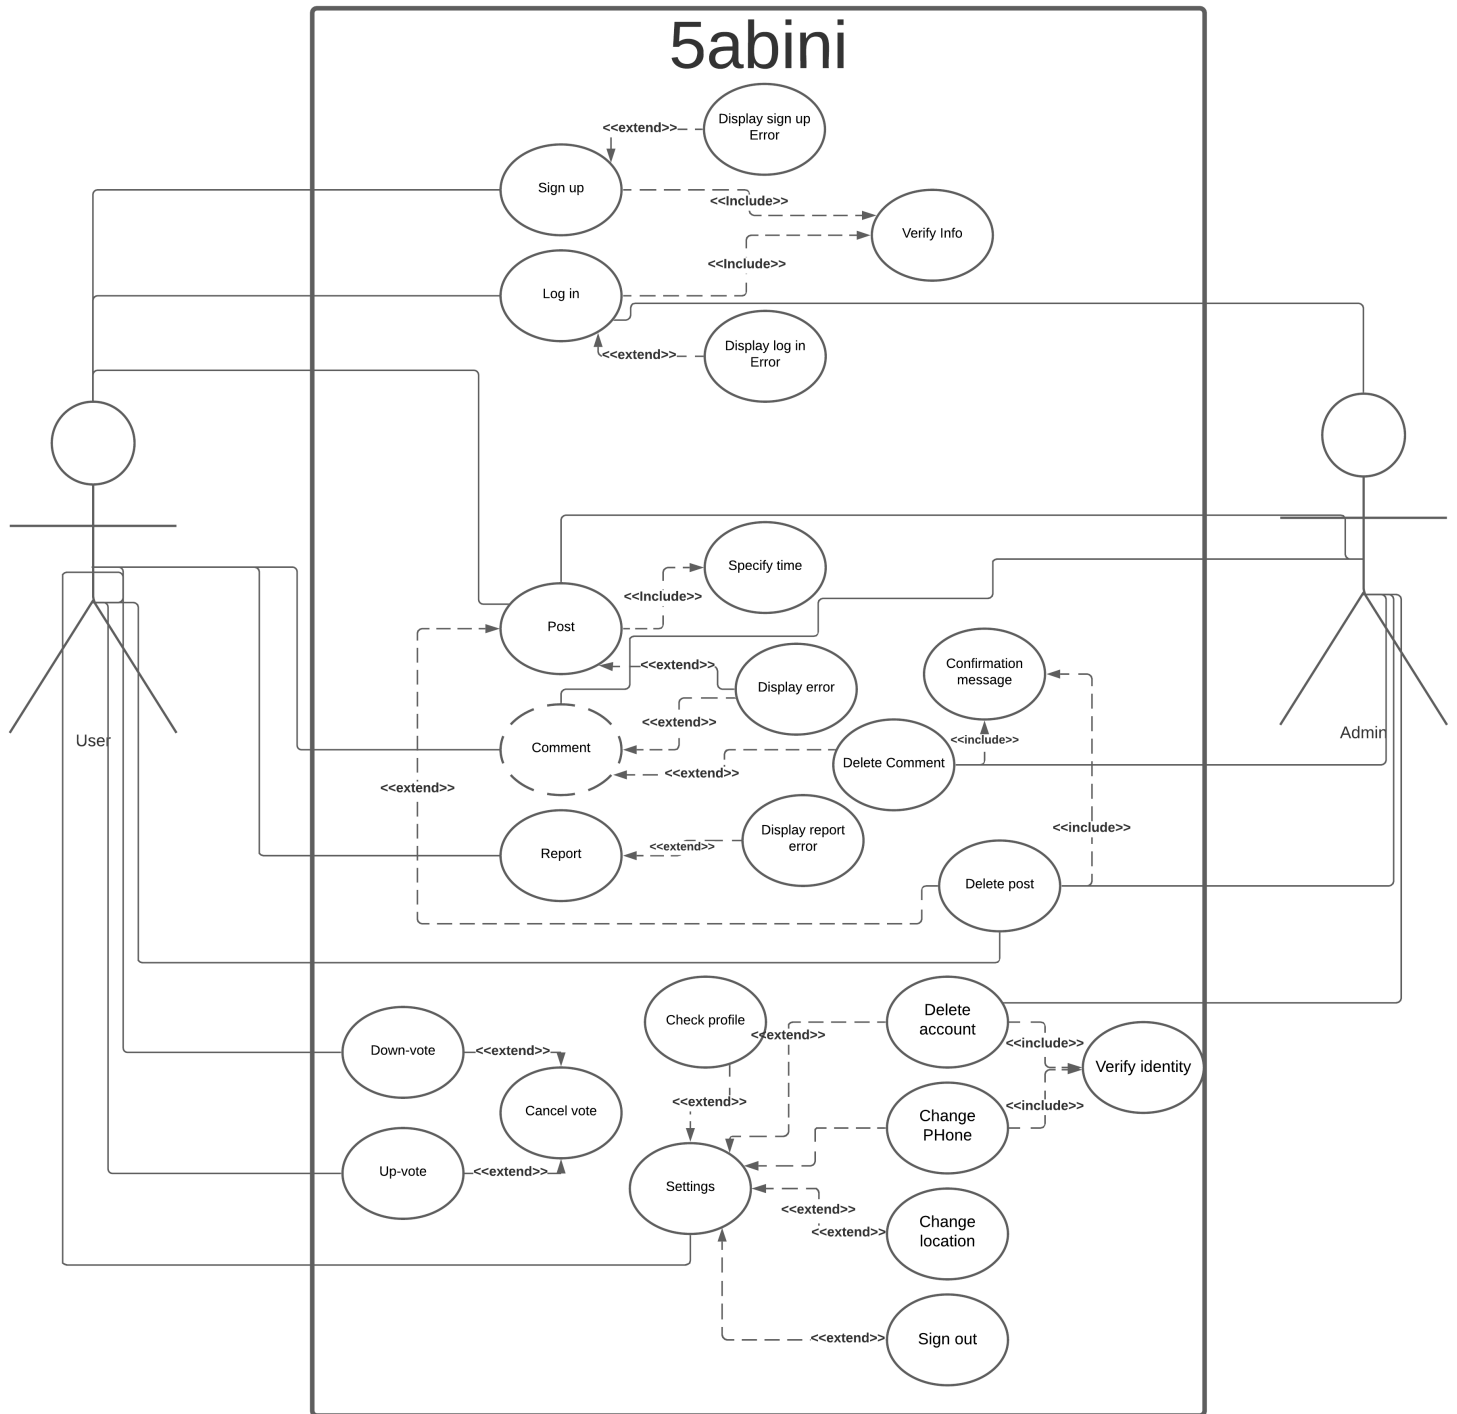 5abini
Display sign up
Error
<<extend>>
Sign up
<<Include>>
Verify Info
<<Include>>
Log in
Display log in
Error
<<extend>>
Specify time
<<Include>>
Post
<<extend>>
Display error
Confirmation
message
<<extend>>
Comment
<<include>>
Delete Comment
<<extend>>
<<extend>>
User
Admin
Display report
error
<<extend>>
Report
<<include>>
Delete post
Check profile
<<extend>>
Delete
account
<<include>>
Verify identity
Down-vote
<<extend>>
Cancel vote
<<extend>>
<<include>>
Change
PHone
Up-vote
<<extend>>
Settings
<<extend>>
<<extend>>
Change
location
<<extend>>
Sign out